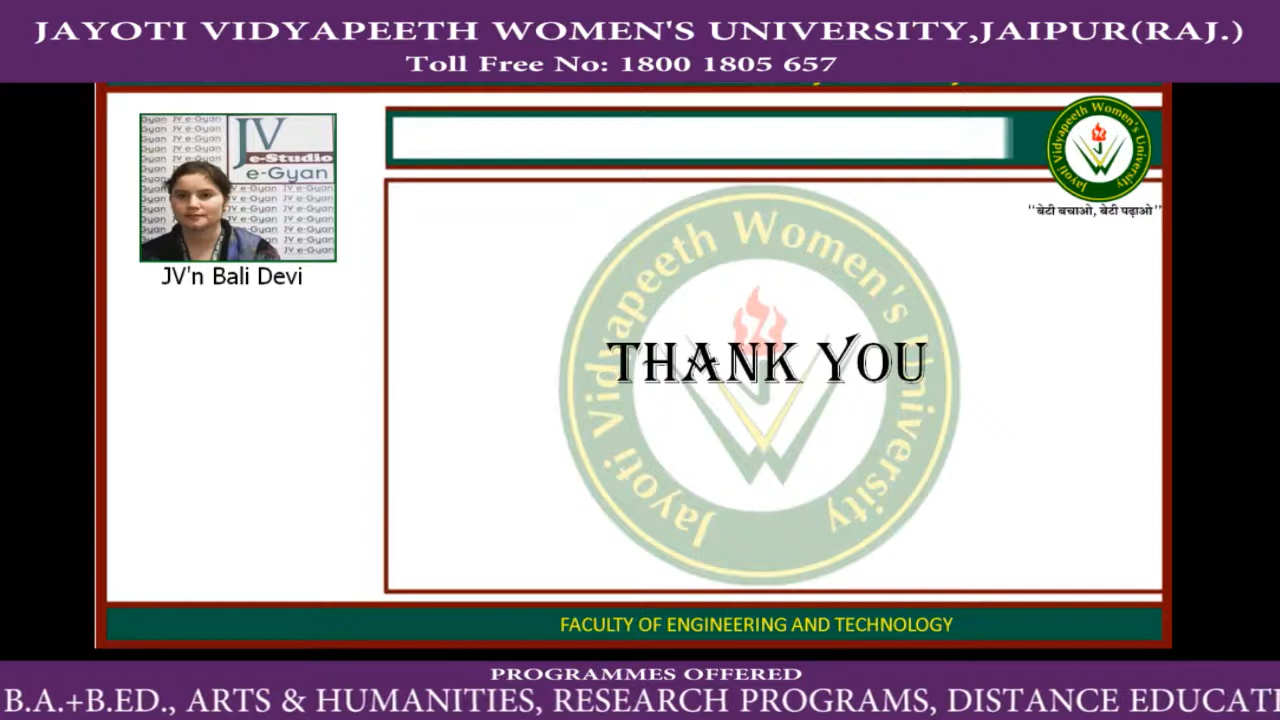 JAYOTI VIDYAPEETH WOMEN'S UNIVERSITY,JAIPUR(RAJ.)
Toll Free No: 1800 1805 657
JV
e-Studio
e-Gyan
JV'n Bali Devi
Jayoti Vidyapeeth Women's University
"बेटी बचाओ, बेटी पढ़ाओ"
Jayoti Vidyapeeth Women's University
THANK YOU
FACULTY OF ENGINEERING AND TECHNOLOGY
PROGRAMMES OFFERED
B.A.+B.ED., ARTS & HUMANITIES, RESEARCH PROGRAMS, DISTANCE EDUCATI